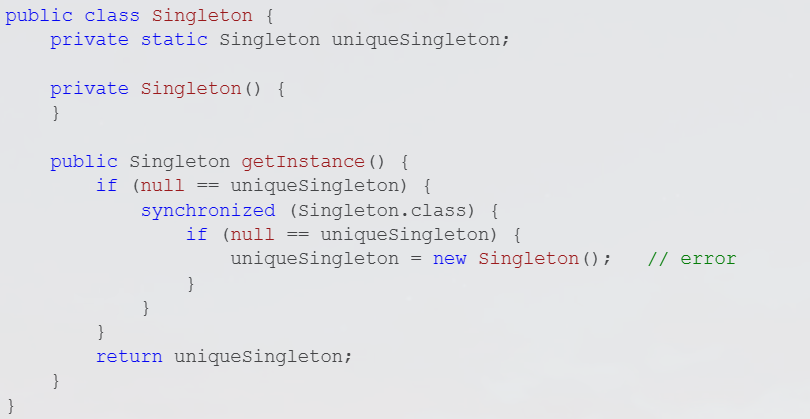 public class Singleton {
    private static Singleton uniqueSingleton;

    private Singleton() {
    }

    public Singleton getInstance() {
        if (null == uniqueSingleton) {
            synchronized (Singleton.class) {
                if (null == uniqueSingleton) {
                    uniqueSingleton = new Singleton();   // error
                }
            }
        }
        return uniqueSingleton;
    }
}